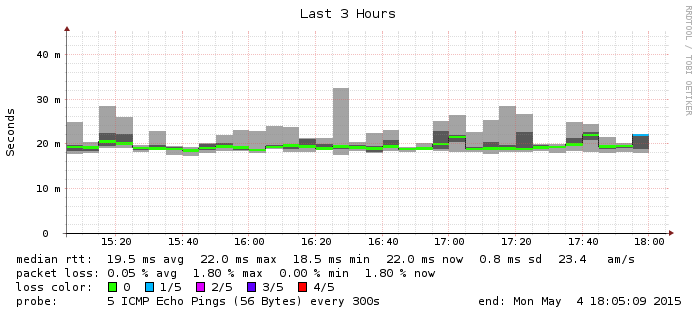 Last 3 Hours
RRDTOOL / TOBI OETIKER
Seconds
40 m
30 m
20 m
10 m
0
15:20 15:40 16:00 16:20 16:40 17:00 17:20 17:40 18:00
median rtt: 19.5 ms avg 22.0 ms max 18.5 ms min 22.0 ms now 0.8 ms sd 23.4 am/s
packet loss: 0.05 % avg 1.80 % max 0.00 % min 1.80 % now
loss color: 0 1/5 2/5 3/5 4/5
probe: 5 ICMP Echo Pings (56 Bytes) every 300s end: Mon May 4 18:05:09 2015